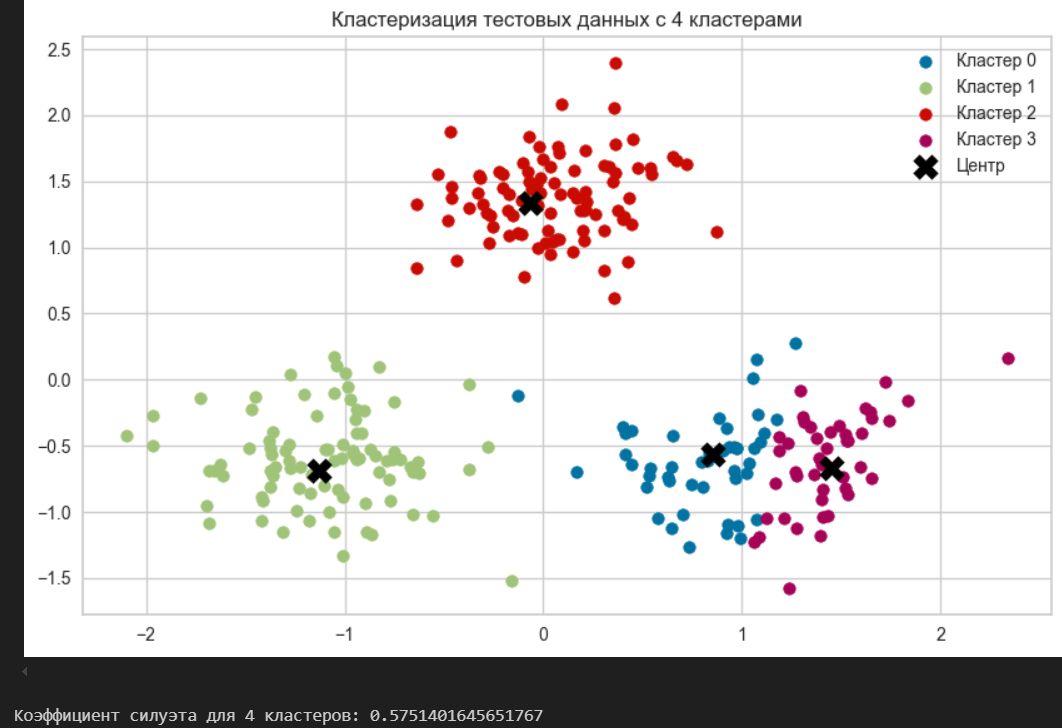 Кластеризация тестовых данных с 4 кластерами
2.5
2.0
1.5
1.0
0.5
0.0
−0.5
−1.0
−1.5
−2
−1
0
1
2
Кластер 0
Кластер 1
Кластер 2
Кластер 3
Центр
Коэффициент силуэта для 4 кластеров: 0.5751401645651767